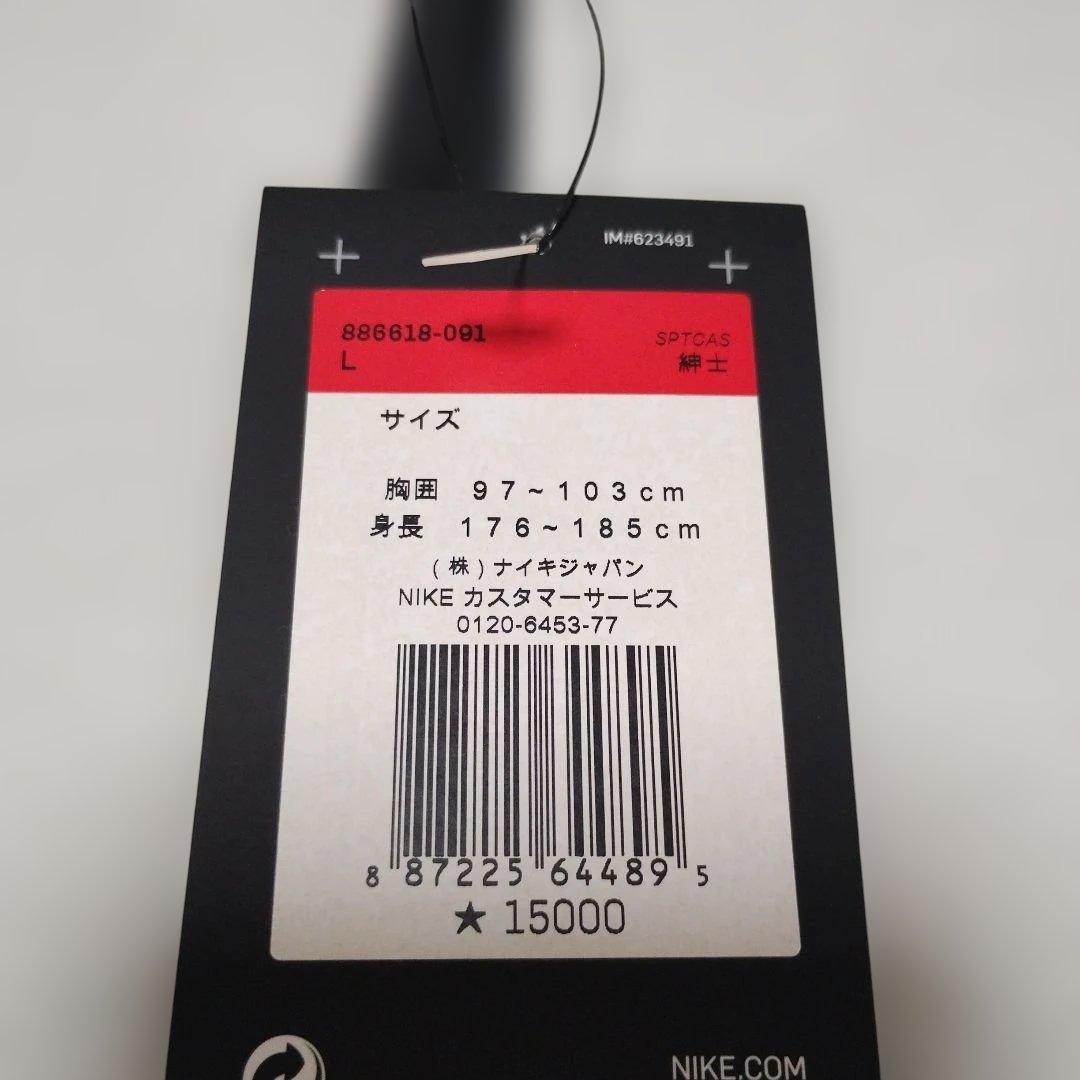 IM#623491
886618-091
SPTCAS
L
紳士
サイズ
胸囲 97~103cm
身長 176~185cm
(株)ナイキジャパン
NIKE カスタマーサービス
0120-6453-77
8 87225 64489 5
★ 15000
NIKE.COM